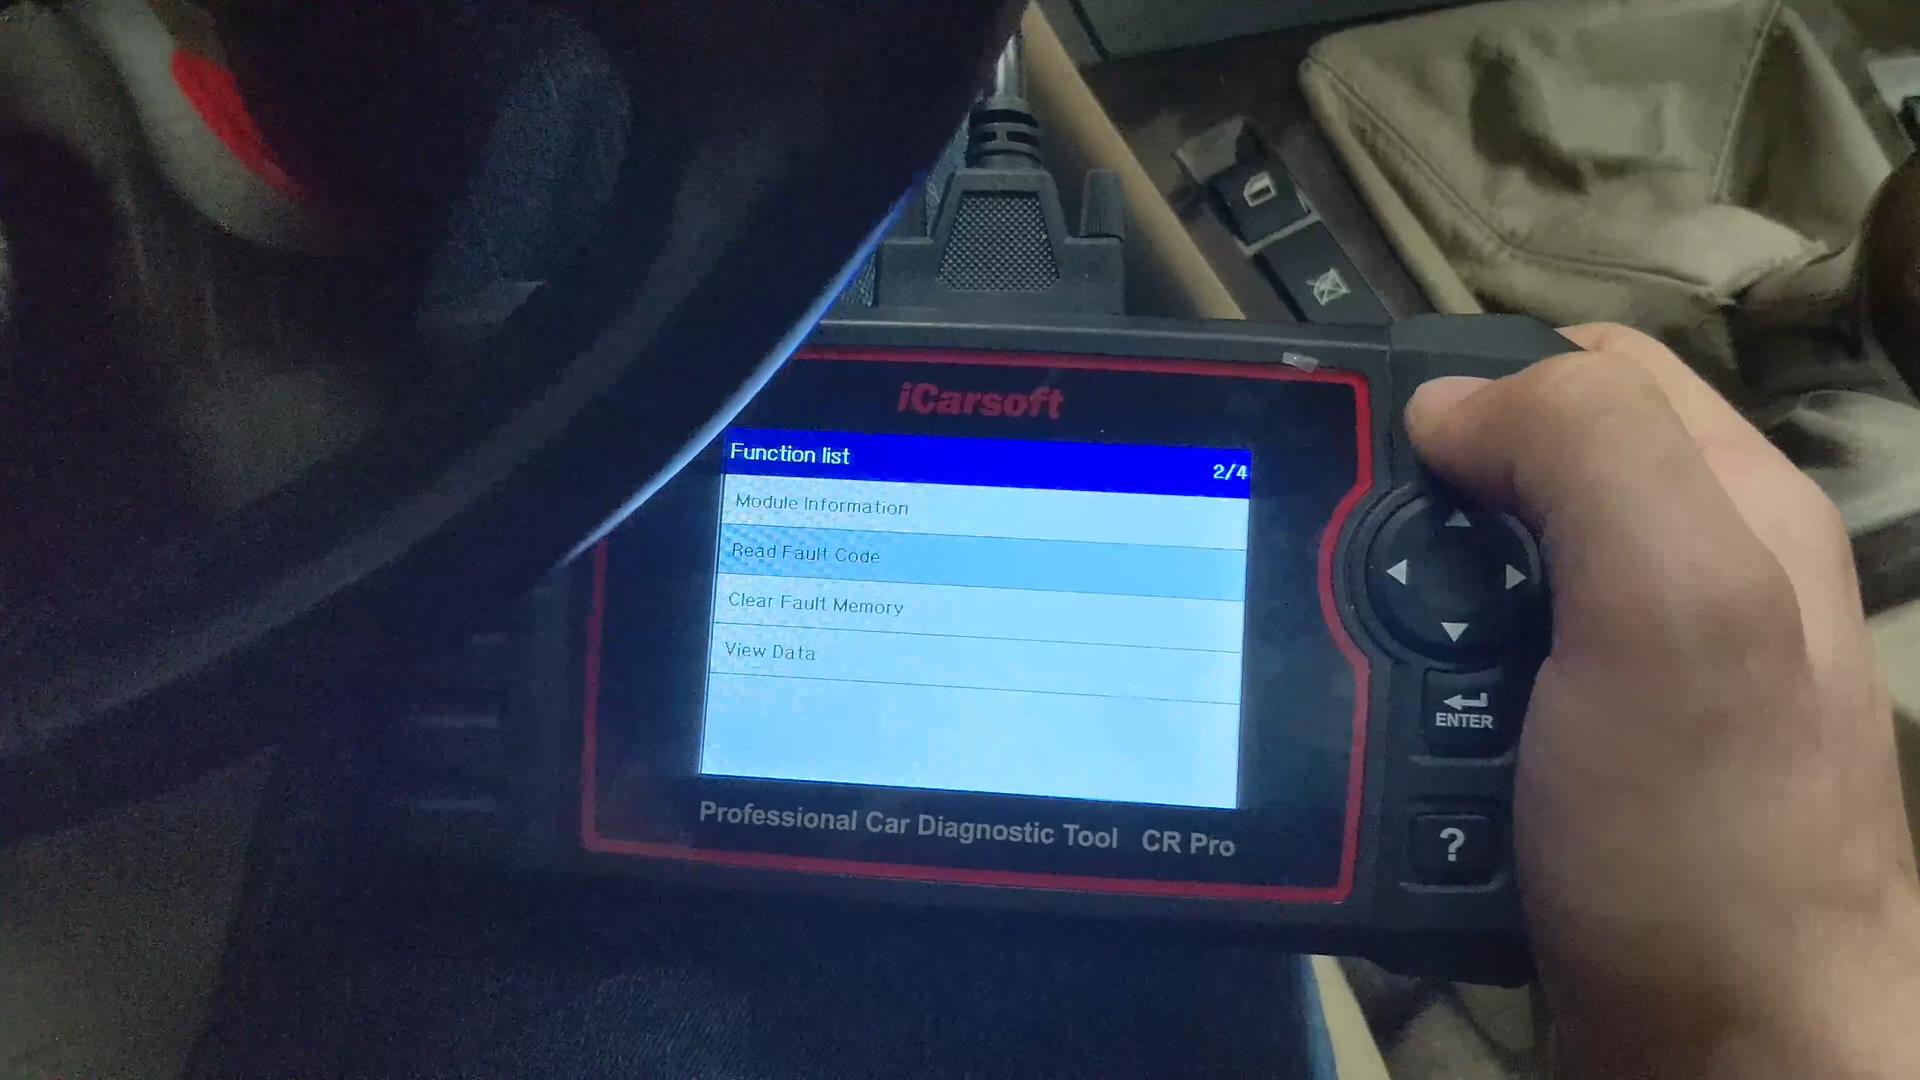 iCarsoft
Function list
2/4
Module Information
Read Fault Code
Clear Fault Memory
View Data
ENTER
?
Professional Car Diagnostic Tool CR Pro